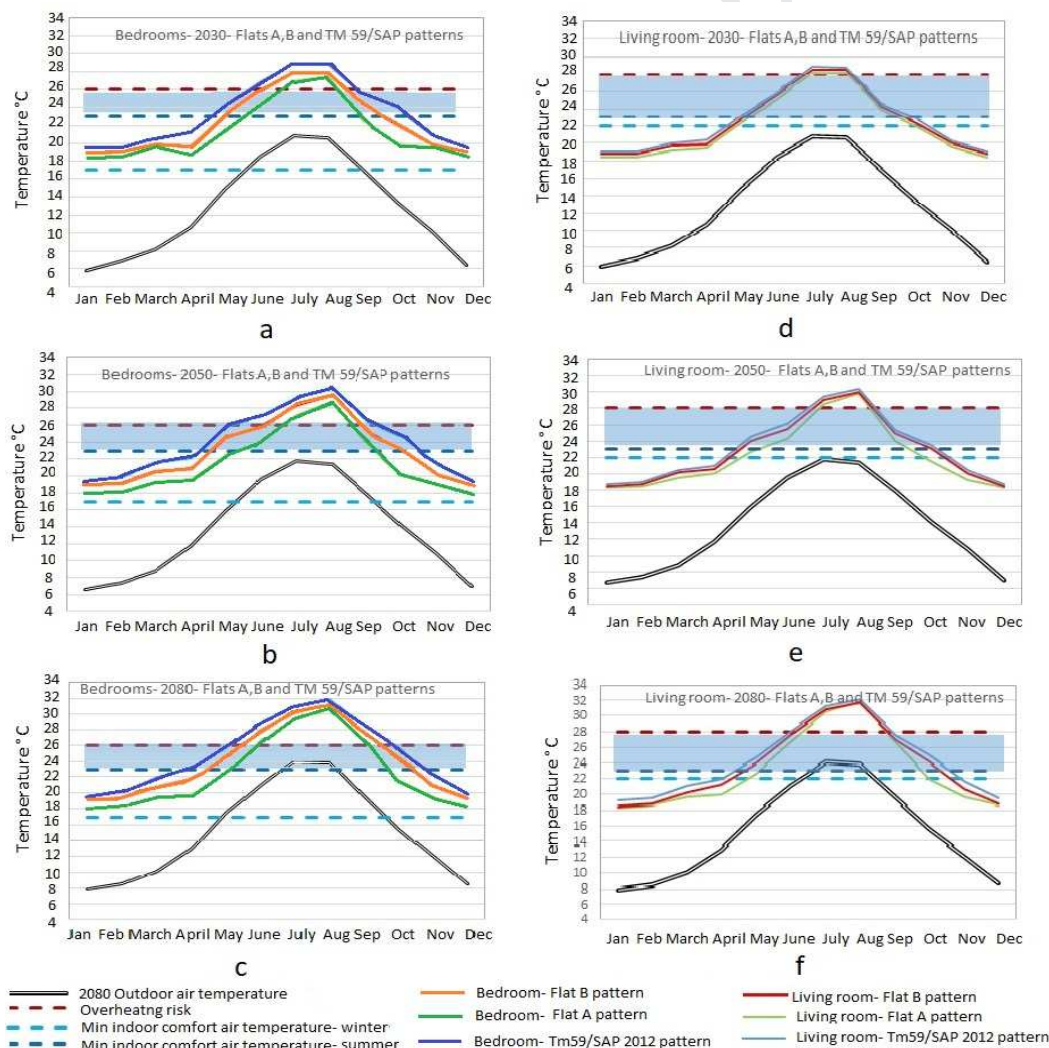 Bedrooms- 2030- Flats A,B and TM 59/SAP patterns
Temperature°C
34
32
30
28
26
24
22
20
18
16
14
12
10
8
6
4
Jan Feb March April May June July Aug Sep Oct Nov Dec
a
Living room- 2030- Flats A,B and TM 59/SAP patterns
Temperature°C
34
32
30
28
26
24
22
20
18
16
14
12
10
8
6
4
Jan Feb March April May June July Aug Sep Oct Nov Dec
d
Bedrooms- 2050- Flats A,B and TM 59/SAP patterns
Temperature°C
34
32
30
28
26
24
22
20
18
16
14
12
10
8
6
4
Jan Feb March April May June July Aug Sep Oct Nov Dec
b
Living room- 2050- Flats A,B and TM 59/SAP patterns
Temperature°C
34
32
30
28
26
24
22
20
18
16
14
12
10
8
6
4
Jan Feb March April May June July Aug Sep Oct Nov Dec
e
Bedrooms- 2080- Flats A,B and TM 59/SAP patterns
Temperature°C
34
32
30
28
26
24
22
20
18
16
14
12
10
8
6
4
Jan Feb March April May June July Aug Sep Oct Nov Dec
c
Living room- 2080- Flats A,B and TM 59/SAP patterns
Temperature°C
34
32
30
28
26
24
22
20
18
16
14
12
10
8
6
4
Jan Feb March April May June July Aug Sep Oct Nov Dec
f
2080 Outdoor air temperature
Overheatng risk
Min indoor comfort air temperature- winter
Min indoor comfort air temperature- summer
Bedroom- Flat B pattern
Bedroom- Flat A pattern
Bedroom- Tm59/SAP 2012 pattern
Living room- Flat B pattern
Living room- Flat A pattern
Living room- Tm59/SAP 2012 pattern